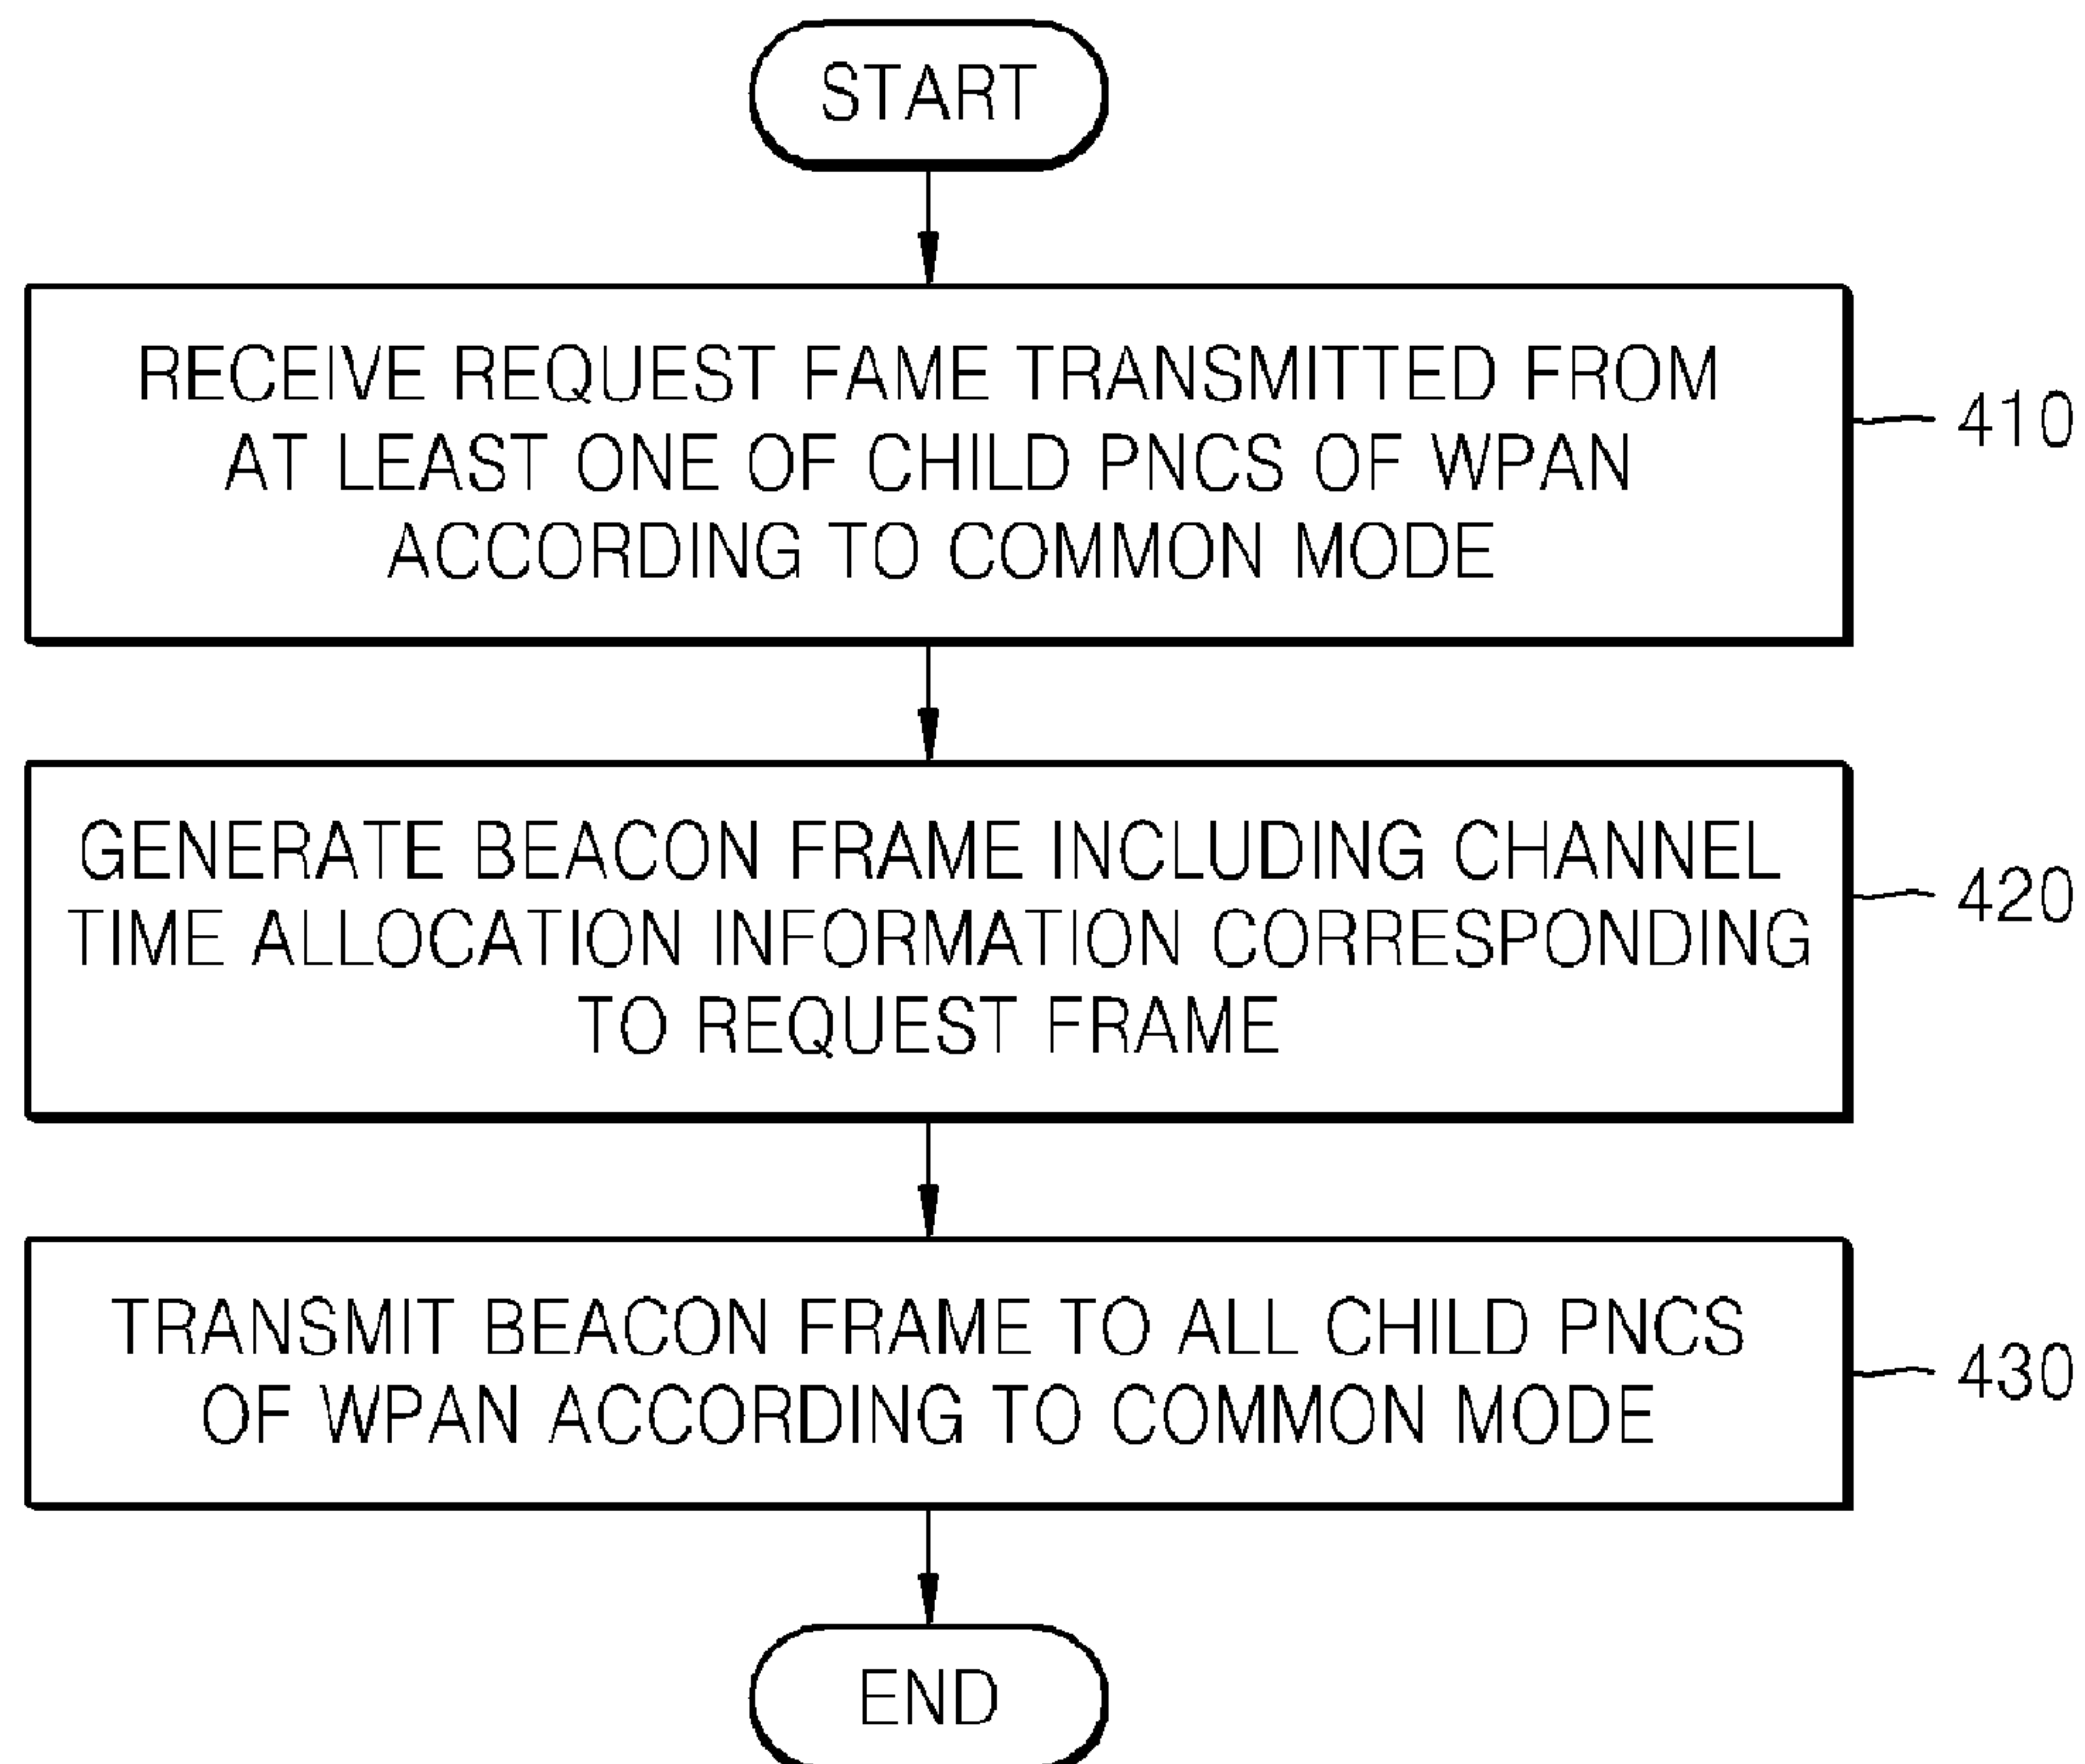 START
RECEIVE REQUEST FAME TRANSMITTED FROM
AT LEAST ONE OF CHILD PNCS OF WPAN
ACCORDING TO COMMON MODE
410
GENERATE BEACON FRAME INCLUDING CHANNEL
TIME ALLOCATION INFORMATION CORRESPONDING
TO REQUEST FRAME
420
TRANSMIT BEACON FRAME TO ALL CHILD PNCS
OF WPAN ACCORDING TO COMMON MODE
430
END